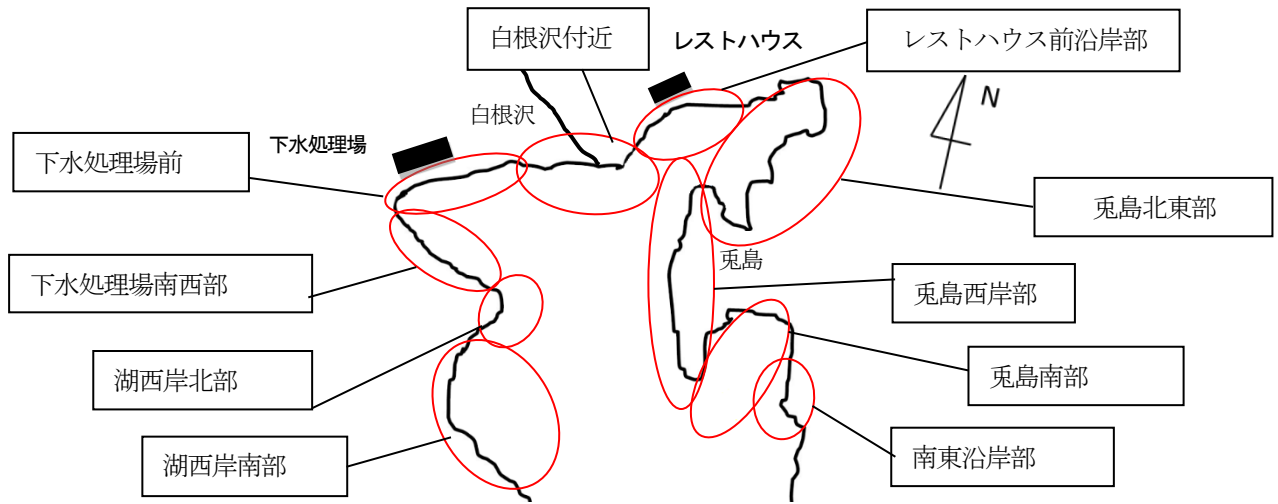 白根沢付近
レストハウス
レストハウス前沿岸部
白根沢
N
下水処理場
下水処理場前
兎島北東部
兎島
下水処理場南西部
兎島西岸部
湖西岸北部
兎島南部
湖西岸南部
南東沿岸部